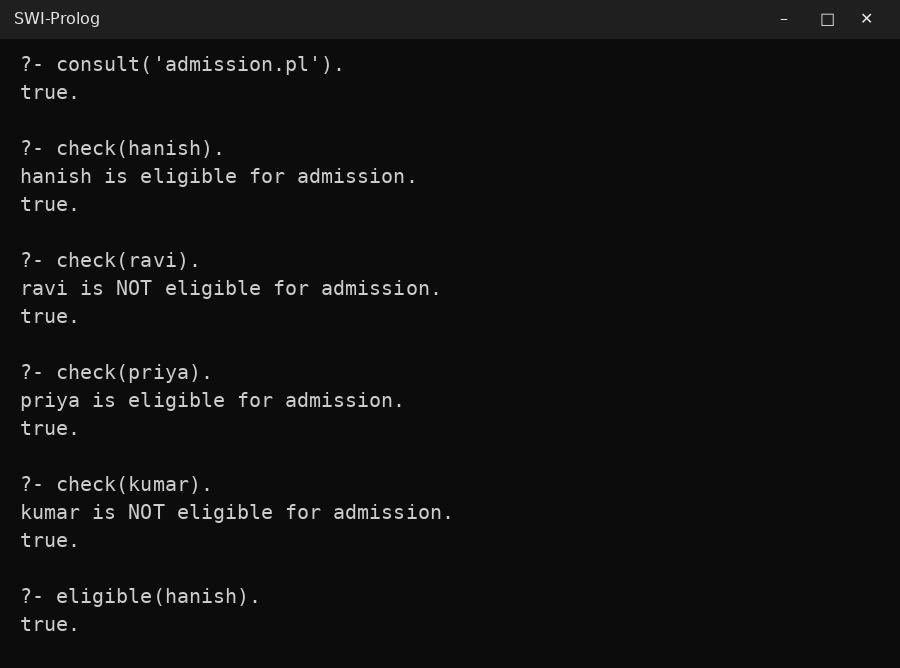 SWI-Prolog
?- consult('admission.pl').
true.
?- check(hanish).
hanish is eligible for admission.
true.
?- check(ravi).
ravi is NOT eligible for admission.
true.
?- check(priya).
priya is eligible for admission.
true.
?- check(kumar).
kumar is NOT eligible for admission.
true.
?- eligible(hanish).
true.